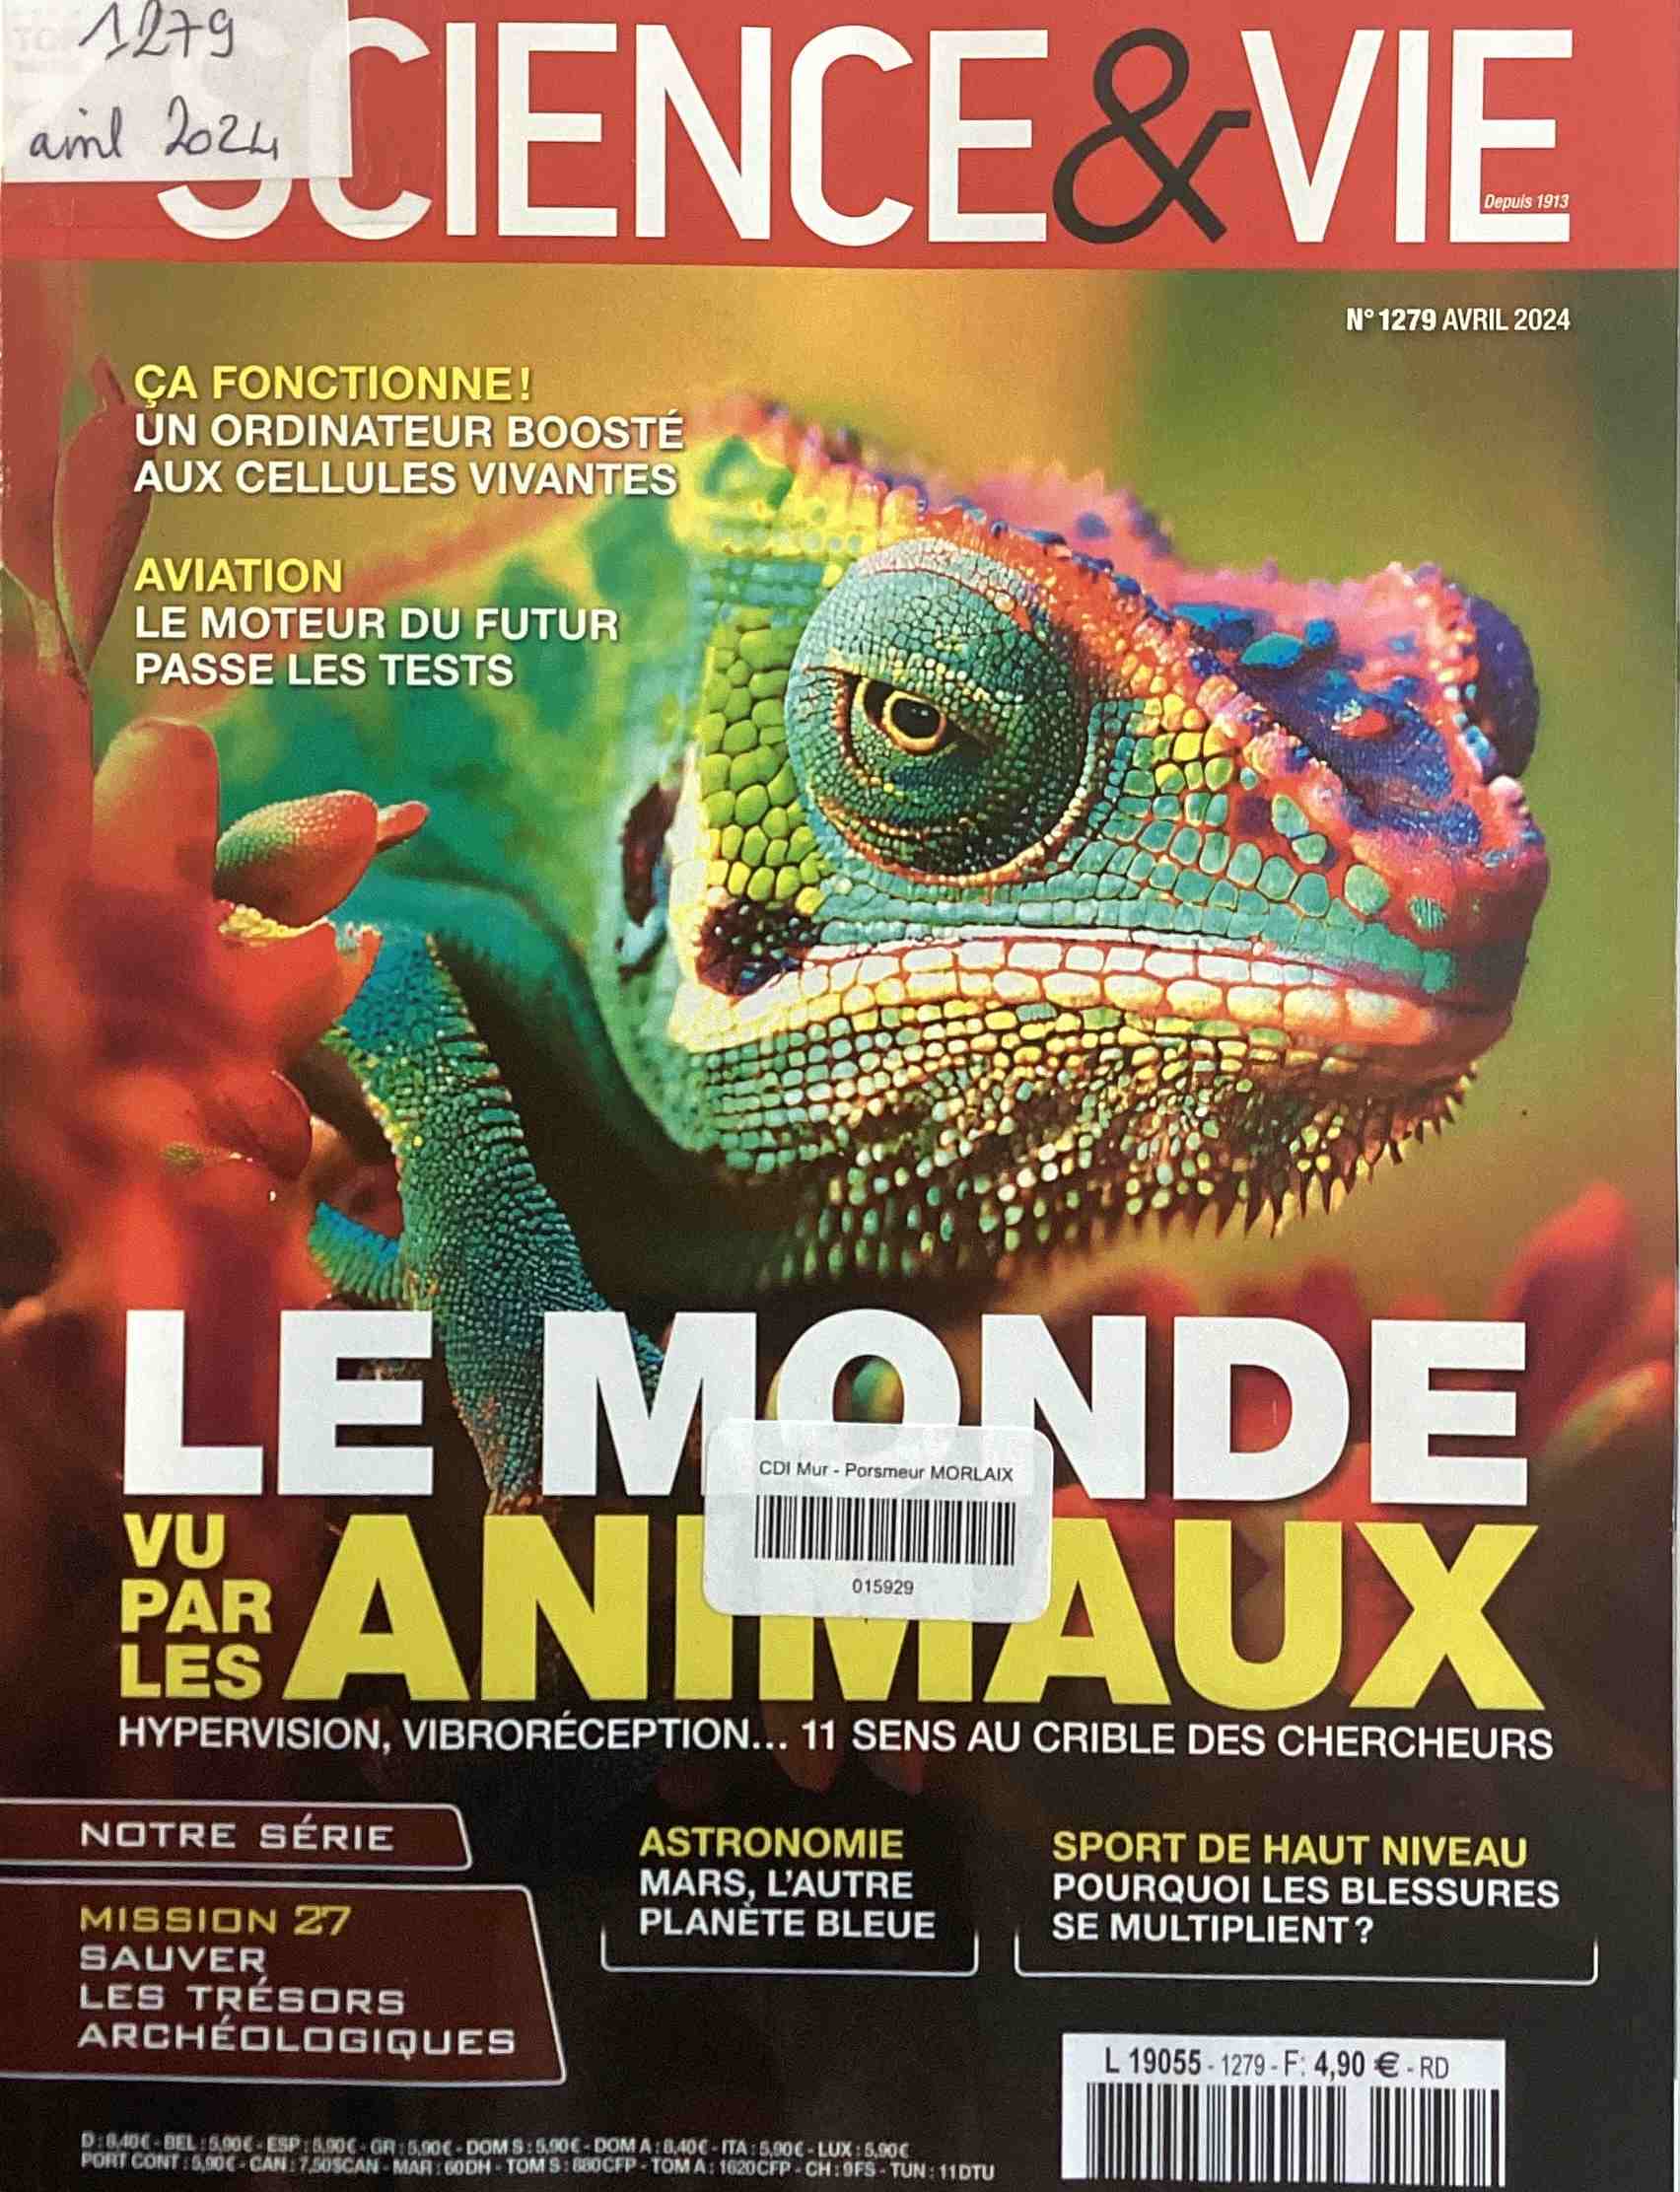 1279
avril 2024
SCIENCE&VIE
Depuis 1913
N° 1279 AVRIL 2024
ÇA FONCTIONNE !
UN ORDINATEUR BOOSTÉ
AUX CELLULES VIVANTES
AVIATION
LE MOTEUR DU FUTUR
PASSE LES TESTS
LE MONDE
VU
PAR
LES
ANIMAUX
CDI Mur - Porsmeur MORLAIX
015929
HYPERVISION, VIBRORÉCEPTION... 11 SENS AU CRIBLE DES CHERCHEURS
NOTRE SÉRIE
MISSION 27
SAUVER
LES TRÉSORS
ARCHÉOLOGIQUES
ASTRONOMIE
MARS, L'AUTRE
PLANÈTE BLEUE
SPORT DE HAUT NIVEAU
POURQUOI LES BLESSURES
SE MULTIPLIENT ?
L 19055 - 1279 - F: 4,90 € - RD
D : 8,40 € - BEL : 5,90 € - ESP : 5,90 € - GR : 5,90 € - DOM S : 5,90 € - DOM A : 8,40 € - ITA : 5,90 € - LUX : 5,90 €
PORT CONT : 5,90 € - CAN : 7,50 $CAN - MAR : 60 DH - TOM S : 880 CFP - TOM A : 1620 CFP - CH : 9 FS - TUN : 11 DTU